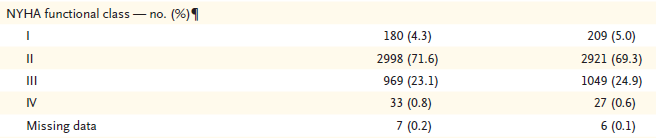 NYHA functional class — no. (%)¶
I 180 (4.3) 209 (5.0)
II 2998 (71.6) 2921 (69.3)
III 969 (23.1) 1049 (24.9)
IV 33 (0.8) 27 (0.6)
Missing data 7 (0.2) 6 (0.1)